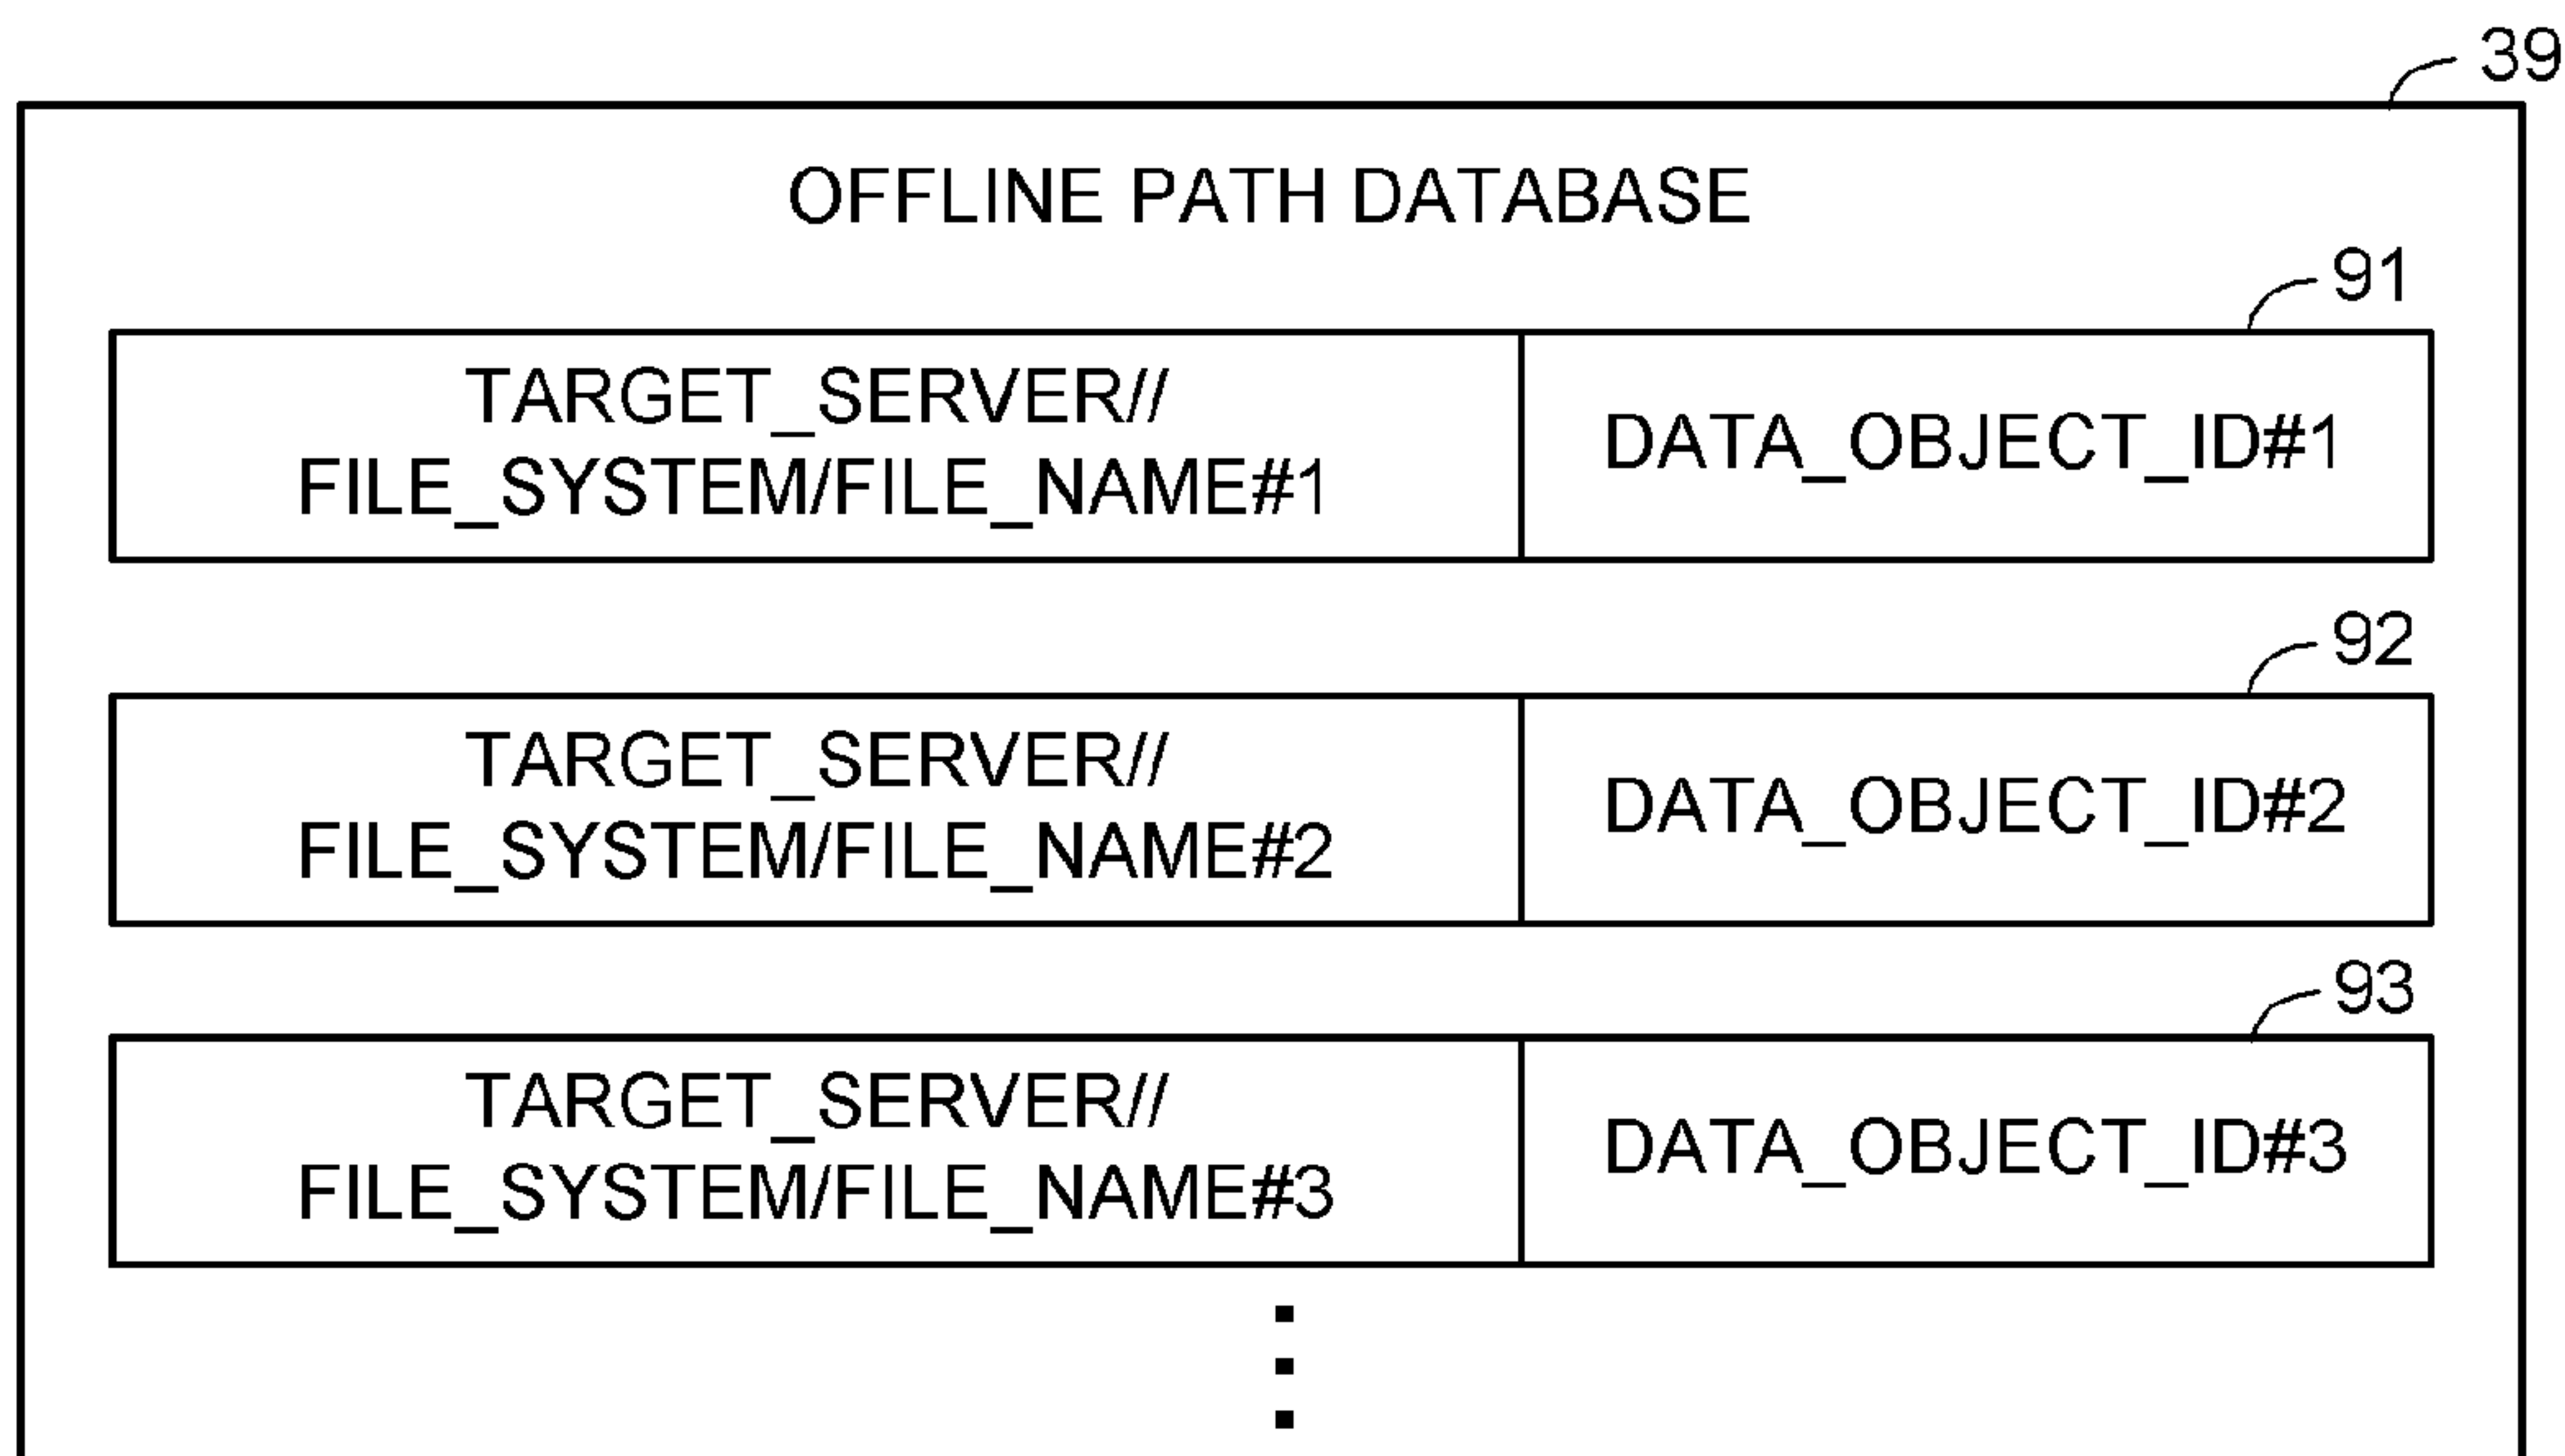 39
OFFLINE PATH DATABASE
91
TARGET_SERVER//
FILE_SYSTEM/FILE_NAME#1
DATA_OBJECT_ID#1
92
TARGET_SERVER//
FILE_SYSTEM/FILE_NAME#2
DATA_OBJECT_ID#2
93
TARGET_SERVER//
FILE_SYSTEM/FILE_NAME#3
DATA_OBJECT_ID#3